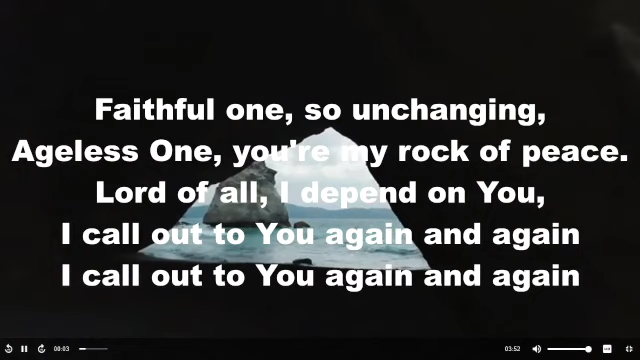 Faithful one, so unchanging,
Ageless One, you're my rock of peace.
Lord of all, I depend on You,
I call out to You again and again
I call out to You again and again
00:03
03:52